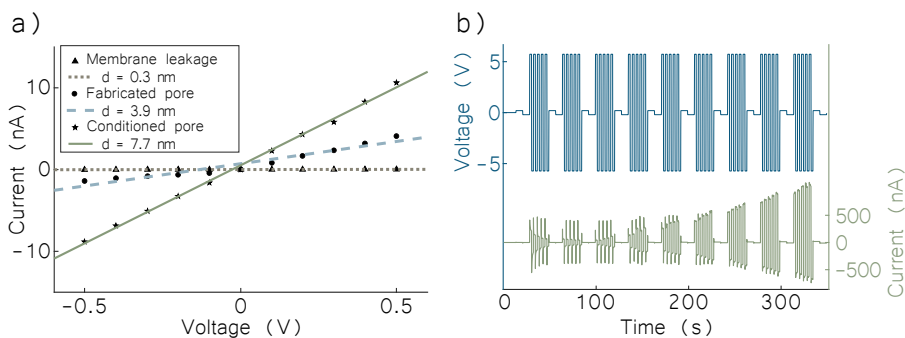 a)
Current (nA)
10
0
−10
Membrane leakage
d = 0.3 nm
Fabricated pore
d = 3.9 nm
Conditioned pore
d = 7.7 nm
−0.5
0
0.5
Voltage (V)
b)
Voltage (V)
5
0
−5
500
0
−500
Current (nA)
0
100
200
300
Time (s)